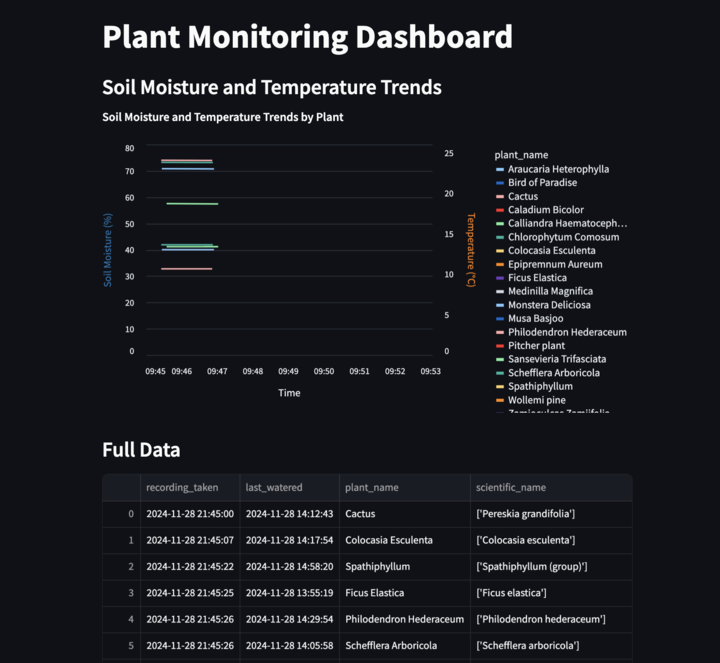 Plant Monitoring Dashboard
Soil Moisture and Temperature Trends
Soil Moisture and Temperature Trends by Plant
80
70
60
50
40
30
20
10
0
Soil Moisture (%)
25
20
15
10
5
0
Temperature (°C)
09:45 09:46 09:47 09:48 09:49 09:50 09:51 09:52 09:53
Time
plant_name
Araucaria Heterophylla
Bird of Paradise
Cactus
Caladium Bicolor
Calliandra Haematoceph…
Chlorophytum Comosum
Colocasia Esculenta
Epipremnum Aureum
Ficus Elastica
Medinilla Magnifica
Monstera Deliciosa
Musa Basjoo
Philodendron Hederaceum
Pitcher plant
Sansevieria Trifasciata
Schefflera Arboricola
Spathiphyllum
Wollemi pine
Full Data
recording_taken last_watered plant_name scientific_name
0 2024-11-28 21:45:00 2024-11-28 14:12:43 Cactus ['Pereskia grandifolia']
1 2024-11-28 21:45:07 2024-11-28 14:17:54 Colocasia Esculenta ['Colocasia esculenta']
2 2024-11-28 21:45:22 2024-11-28 14:58:20 Spathiphyllum ['Spathiphyllum (group)']
3 2024-11-28 21:45:25 2024-11-28 13:55:19 Ficus Elastica ['Ficus elastica']
4 2024-11-28 21:45:26 2024-11-28 14:29:54 Philodendron Hederaceum ['Philodendron hederaceum']
5 2024-11-28 21:45:26 2024-11-28 14:05:58 Schefflera Arboricola ['Schefflera arboricola']